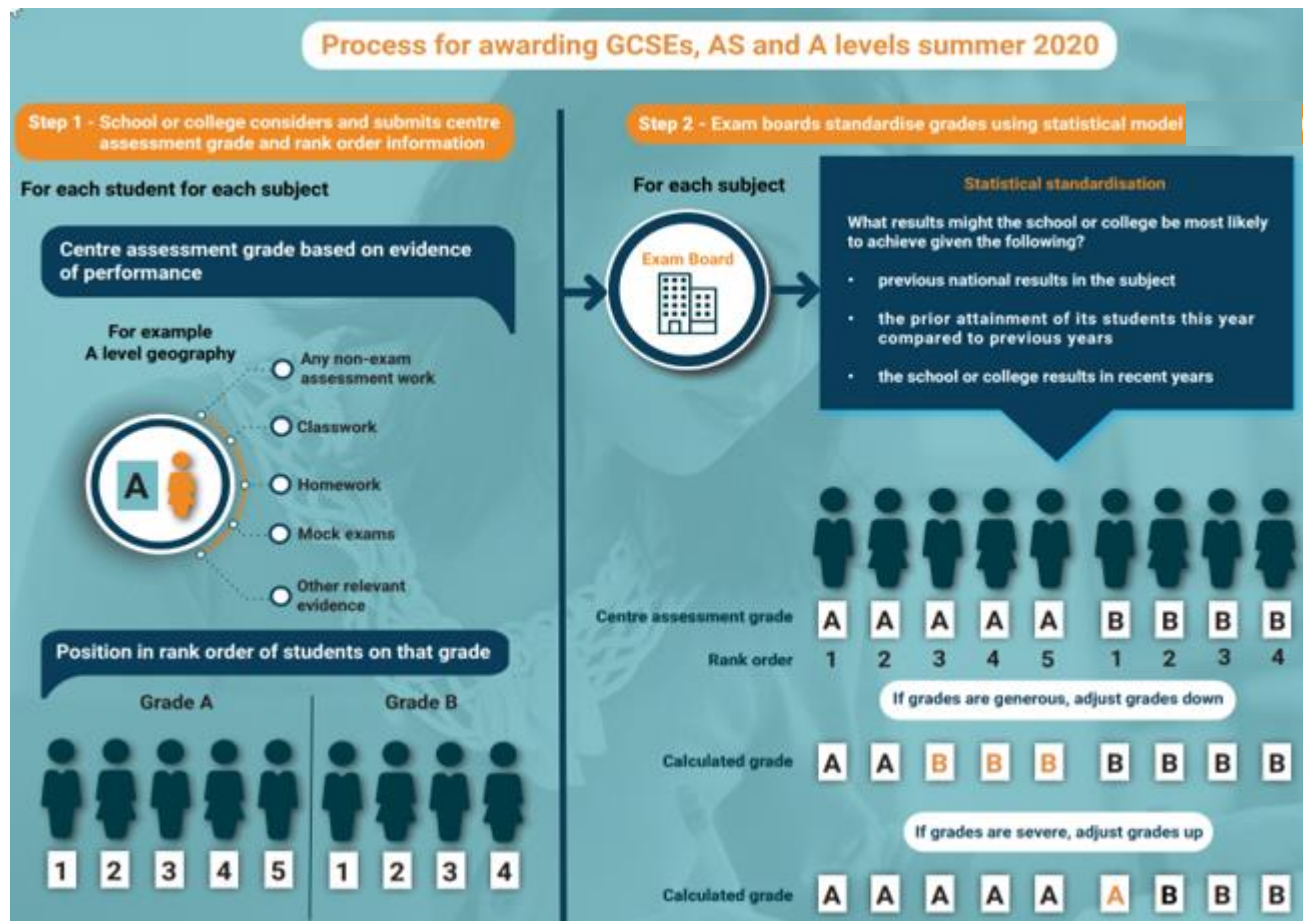 Process for awarding GCSEs, AS and A levels summer 2020
Step 1 - School or college considers and submits centre
assessment grade and rank order information
For each student for each subject
Centre assessment grade based on evidence
of performance
For example
A level geography
A
Any non-exam
assessment work
Classwork
Homework
Mock exams
Other relevant
evidence
Position in rank order of students on that grade
Grade A
Grade B
1 2 3 4 5 1 2 3 4
Step 2 - Exam boards standardise grades using statistical model
For each subject
Exam Board
Statistical standardisation
What results might the school or college be most likely
to achieve given the following?
• previous national results in the subject
• the prior attainment of its students this year
compared to previous years
• the school or college results in recent years
Centre assessment grade A A A A A B B B B
Rank order 1 2 3 4 5 1 2 3 4
If grades are generous, adjust grades down
Calculated grade A A B B B B B B B
If grades are severe, adjust grades up
Calculated grade A A A A A A B B B